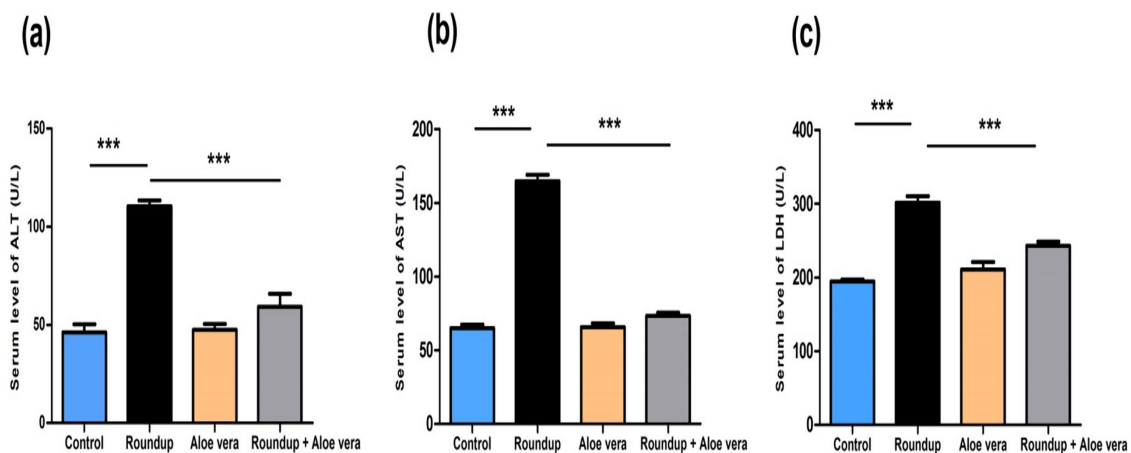 (a)
***
***
Serum level of ALT (U/L)
150
100
50
0
Control Roundup Aloe vera Roundup + Aloe vera
(b)
***
***
Serum level of AST (U/L)
200
150
100
50
0
Control Roundup Aloe vera Roundup + Aloe vera
(c)
***
***
Serum level of LDH (U/L)
400
300
200
100
0
Control Roundup Aloe vera Roundup + Aloe vera